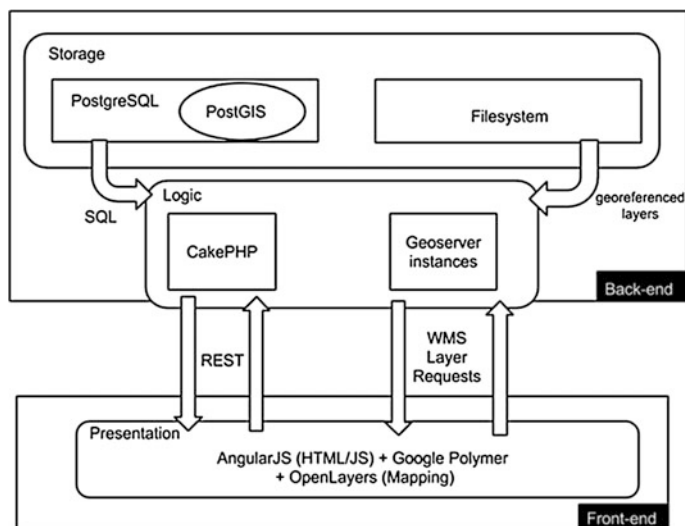 Storage
PostgreSQL
PostGIS
Filesystem
SQL
Logic
georeferenced
layers
CakePHP
Geoserver
instances
Back-end
REST
WMS
Layer
Requests
Presentation
AngularJS (HTML/JS) + Google Polymer
+ OpenLayers (Mapping)
Front-end